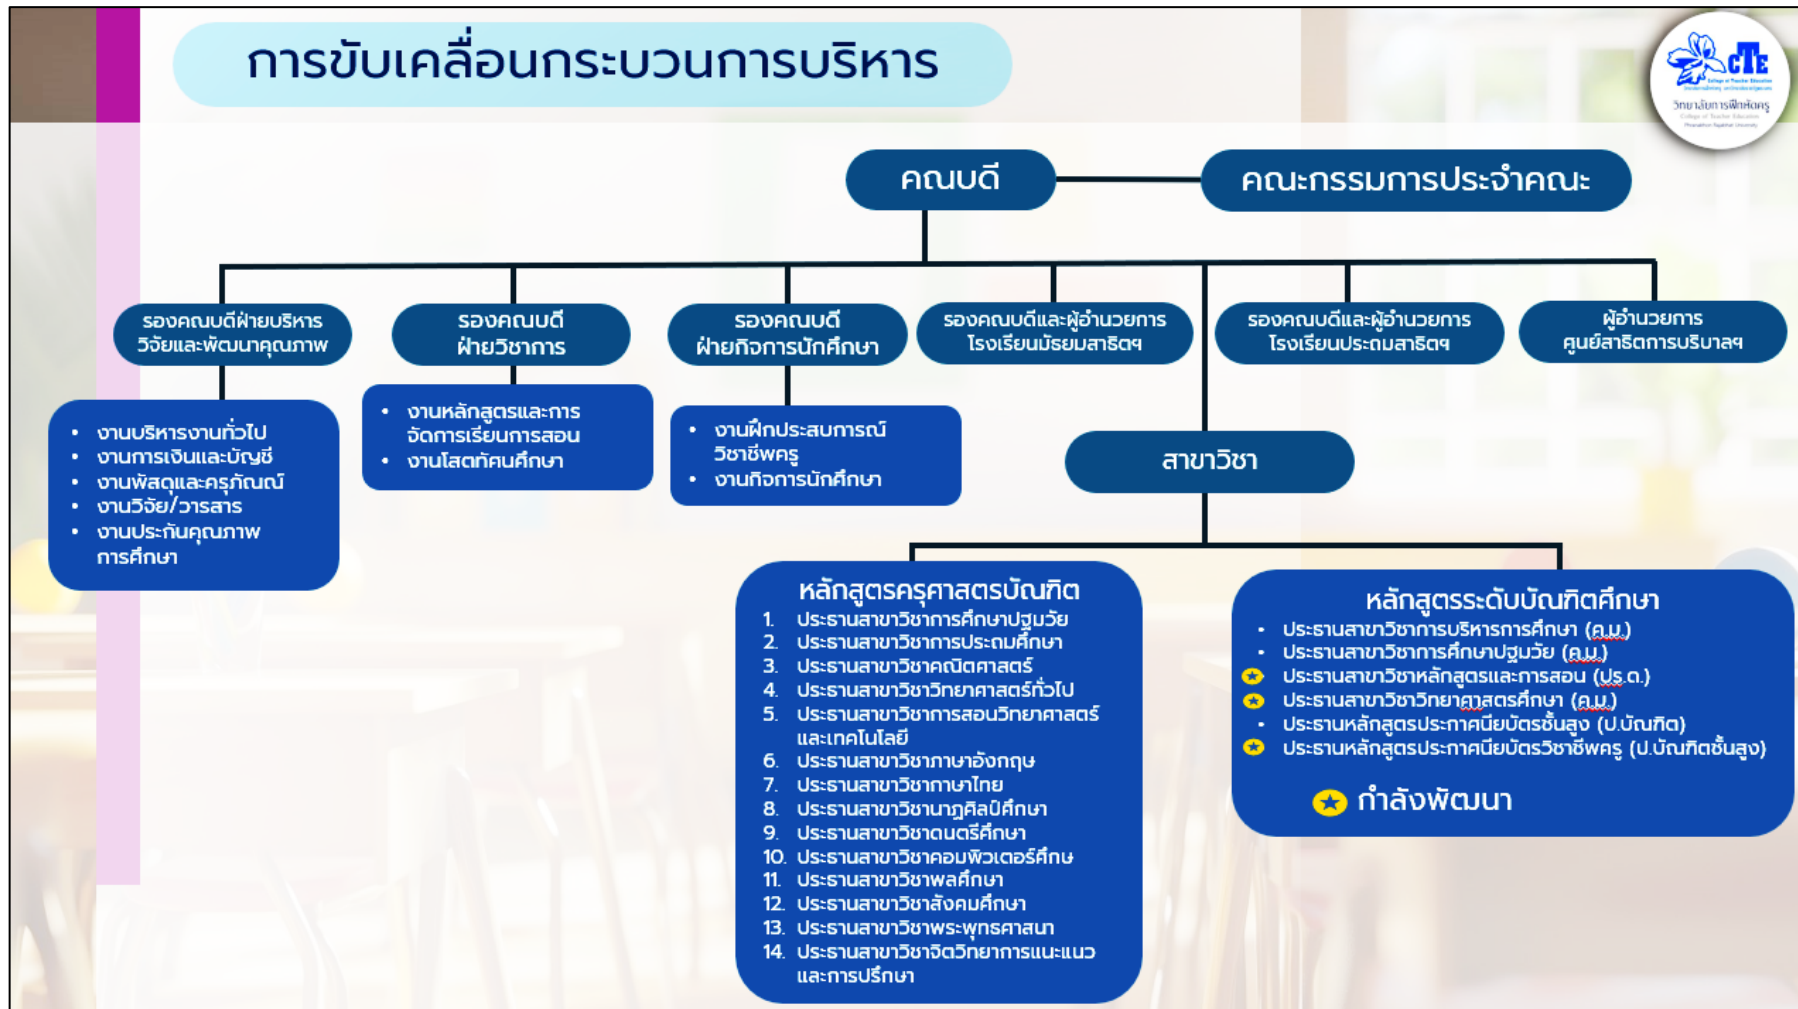 การขับเคลื่อนกระบวนการบริหาร
CTE
College of Teacher Education
วิทยาลัยการฝึกหัดครู
College of Teacher Education
Phranakhon Rajabhat University
คณบดี
คณะกรรมการประจำคณะ
รองคณบดีฝ่ายบริหาร
วิจัยและพัฒนาคุณภาพ
รองคณบดี
ฝ่ายวิชาการ
รองคณบดี
ฝ่ายกิจการนักศึกษา
รองคณบดีและผู้อำนวยการ
โรงเรียนมัธยมสาธิตฯ
รองคณบดีและผู้อำนวยการ
โรงเรียนประถมสาธิตฯ
ผู้อำนวยการ
ศูนย์สาธิตการบริบาลฯ
• งานบริหารงานทั่วไป
• งานการเงินและบัญชี
• งานพัสดุและครุภัณณ์
• งานวิจัย/วารสาร
• งานประกันคุณภาพ
การศึกษา
• งานหลักสูตรและการ
จัดการเรียนการสอน
• งานโสตทัศนศึกษา
• งานฝึกประสบการณ์
วิชาชีพครู
• งานกิจการนักศึกษา
สาขาวิชา
หลักสูตรครุศาสตรบัณฑิต
1. ประธานสาขาวิชาการศึกษาปฐมวัย
2. ประธานสาขาวิชาการประถมศึกษา
3. ประธานสาขาวิชาคณิตศาสตร์
4. ประธานสาขาวิชาวิทยาศาสตร์ทั่วไป
5. ประธานสาขาวิชาการสอนวิทยาศาสตร์
และเทคโนโลยี
6. ประธานสาขาวิชาภาษาอังกฤษ
7. ประธานสาขาวิชาภาษาไทย
8. ประธานสาขาวิชานาฏศิลป์ศึกษา
9. ประธานสาขาวิชาดนตรีศึกษา
10. ประธานสาขาวิชาคอมพิวเตอร์ศึกษ
11. ประธานสาขาวิชาพลศึกษา
12. ประธานสาขาวิชาสังคมศึกษา
13. ประธานสาขาวิชาพระพุทธศาสนา
14. ประธานสาขาวิชาจิตวิทยาการแนะแนว
และการปรึกษา
หลักสูตรระดับบัณฑิตศึกษา
• ประธานสาขาวิชาการบริหารการศึกษา (ค.ม.)
• ประธานสาขาวิชาการศึกษาปฐมวัย (ค.ม.)
ประธานสาขาวิชาหลักสูตรและการสอน (ปร.ด.)
ประธานสาขาวิชาวิทยาศาสตรศึกษา (ค.ม.)
• ประธานหลักสูตรประกาศนียบัตรชั้นสูง (ป.บัณฑิต)
ประธานหลักสูตรประกาศนียบัตรวิชาชีพครู (ป.บัณฑิตชั้นสูง)
กำลังพัฒนา